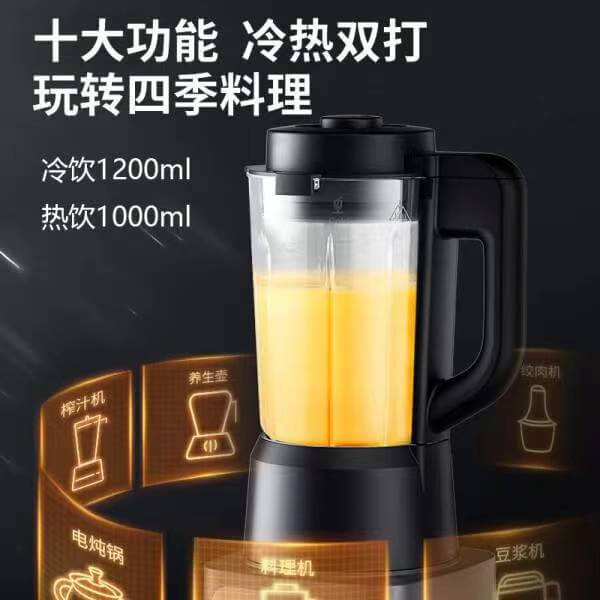 十大功能 冷热双打
玩转四季料理
冷饮1200ml
热饮1000ml
养生壶
绞肉机
榨汁机
电炖锅
料理机
豆浆机